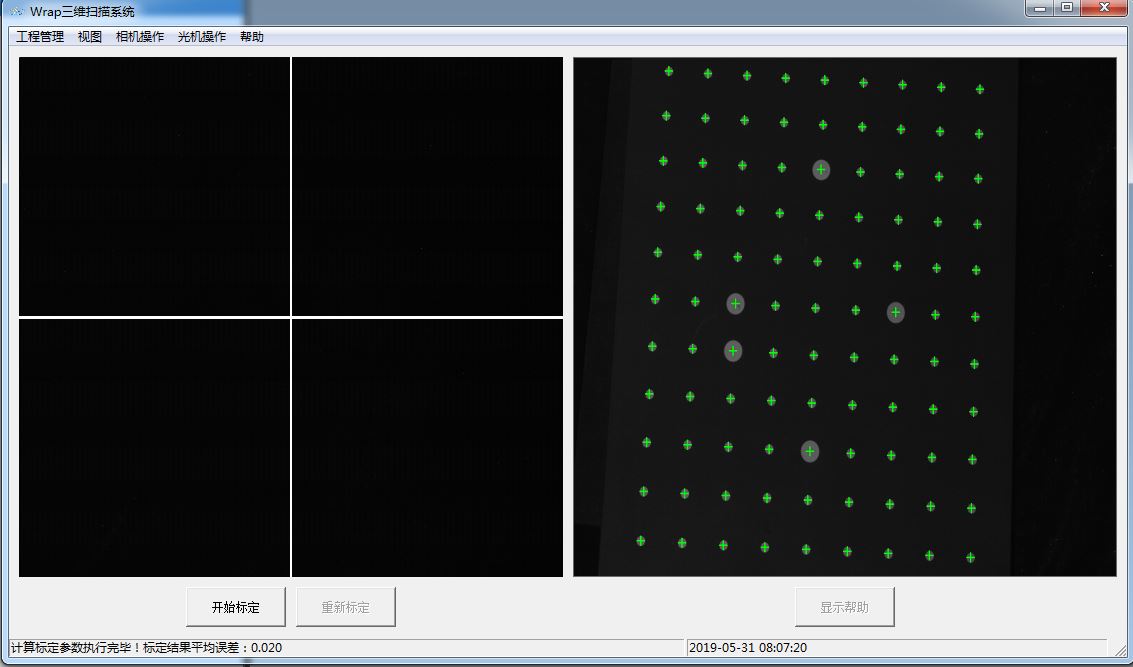 Wrap三维扫描系统
工程管理 视图 相机操作 光机操作 帮助
开始标定 重新标定 显示帮助
计算标定参数执行完毕！标定结果平均误差：0.020 2019-05-31 08:07:20